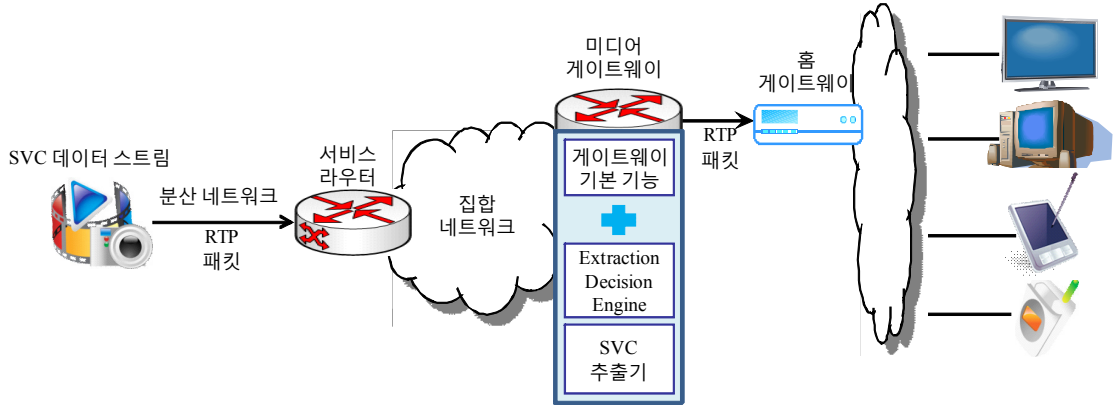 SVC 데이터 스트림
분산 네트워크
RTP
패킷
서비스
라우터
집합
네트워크
미디어
게이트웨이
게이트웨이
기본 기능
Extraction
Decision
Engine
SVC
추출기
RTP
패킷
홈
게이트웨이